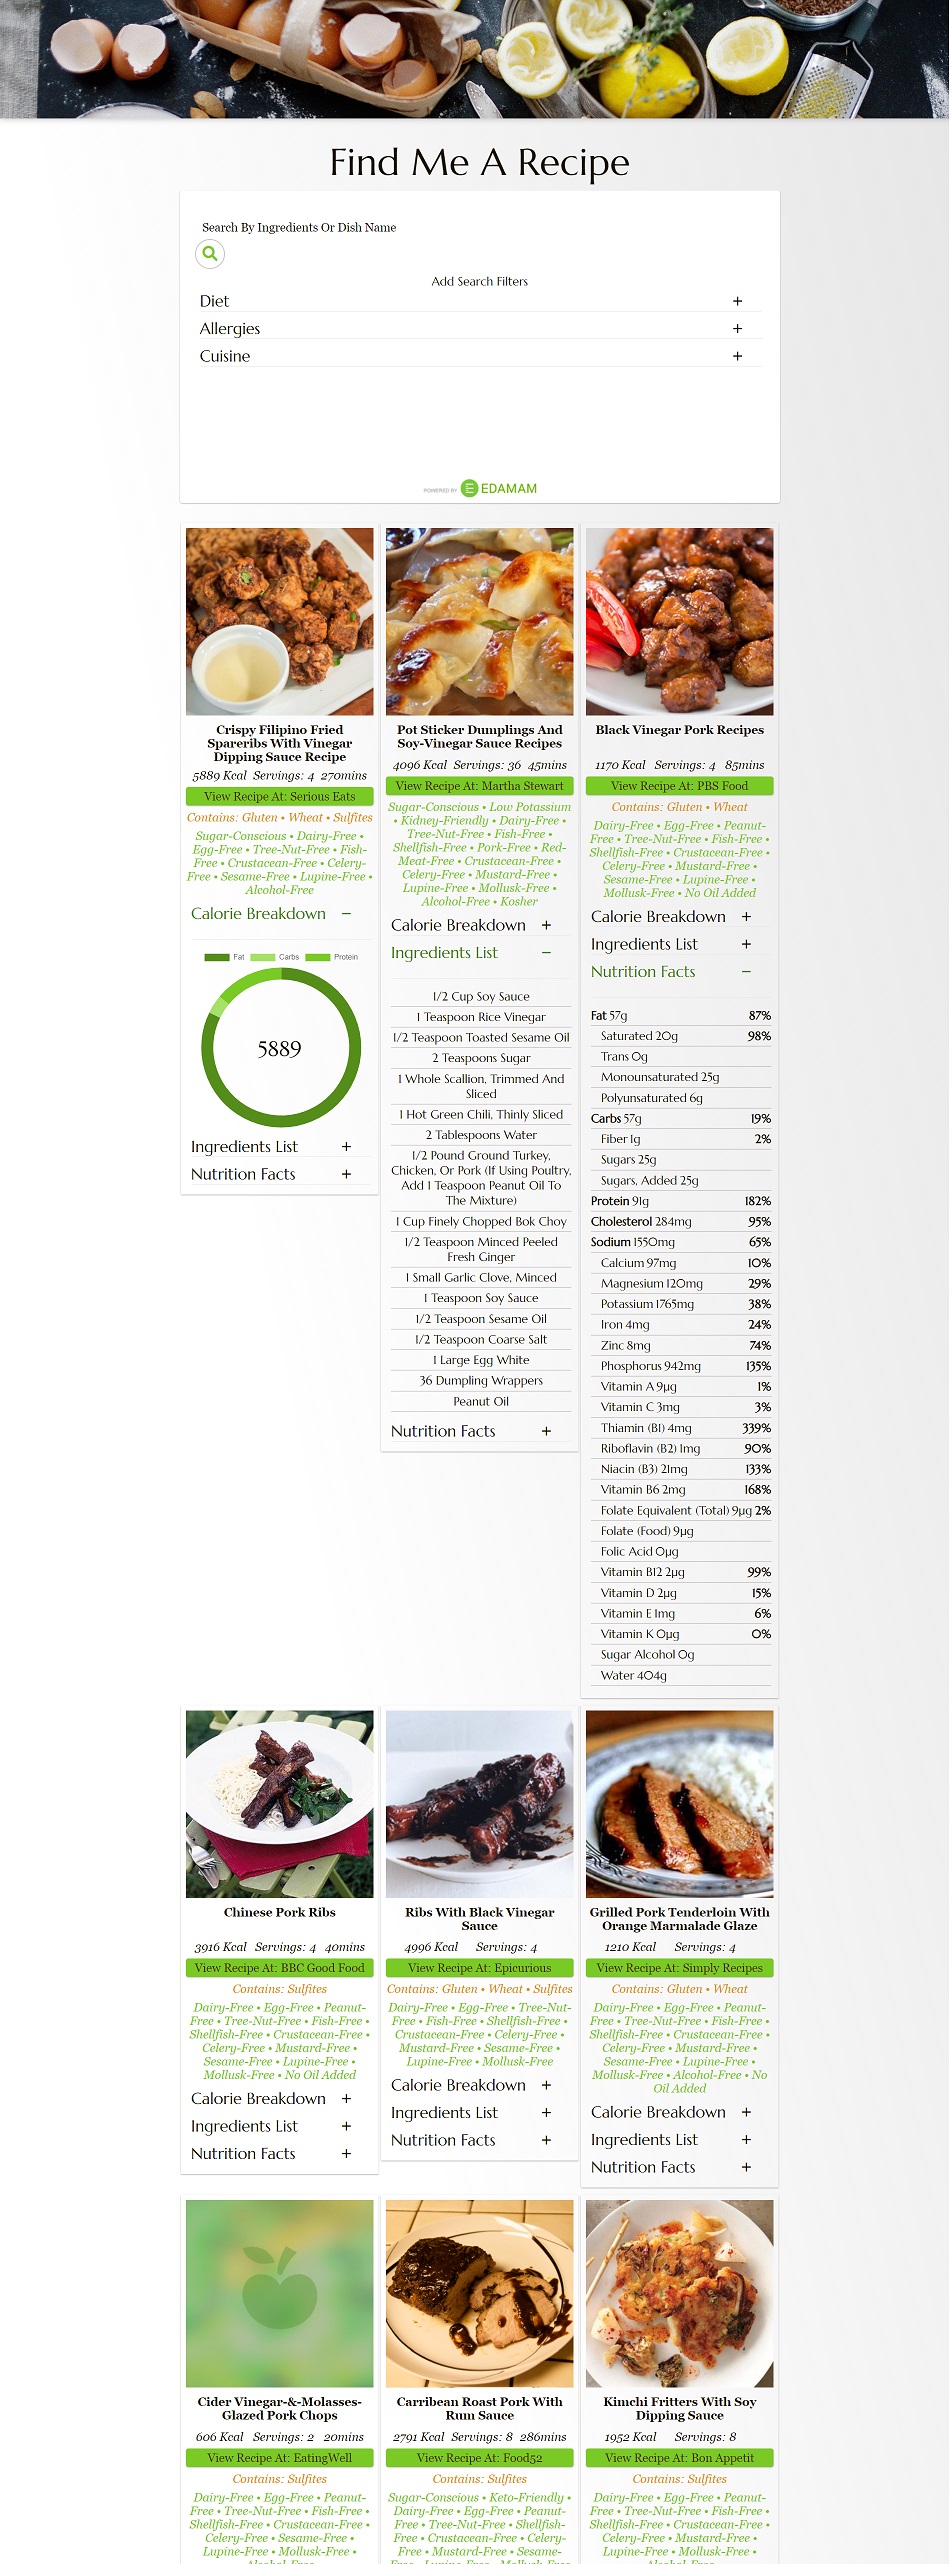 Find Me A Recipe
Search By Ingredients Or Dish Name
Add Search Filters
Diet +
Allergies +
Cuisine +
POWERED BY EDAMAM
Crispy Filipino Fried
Spareribs With Vinegar
Dipping Sauce Recipe
5889 Kcal Servings: 4 270mins
View Recipe At: Serious Eats
Contains: Gluten • Wheat • Sulfites
Sugar-Conscious • Dairy-Free •
Egg-Free • Tree-Nut-Free • Fish-
Free • Crustacean-Free • Celery-
Free • Sesame-Free • Lupine-Free •
Alcohol-Free
Calorie Breakdown −
Fat Carbs Protein
5889
Ingredients List +
Nutrition Facts +
Pot Sticker Dumplings And
Soy-Vinegar Sauce Recipes
4096 Kcal Servings: 36 45mins
View Recipe At: Martha Stewart
Sugar-Conscious • Low Potassium
• Kidney-Friendly • Dairy-Free •
Tree-Nut-Free • Fish-Free •
Shellfish-Free • Pork-Free • Red-
Meat-Free • Crustacean-Free •
Celery-Free • Mustard-Free •
Lupine-Free • Mollusk-Free •
Alcohol-Free • Kosher
Calorie Breakdown +
Ingredients List −
1/2 Cup Soy Sauce
1 Teaspoon Rice Vinegar
1/2 Teaspoon Toasted Sesame Oil
2 Teaspoons Sugar
1 Whole Scallion, Trimmed And
Sliced
1 Hot Green Chili, Thinly Sliced
2 Tablespoons Water
1/2 Pound Ground Turkey,
Chicken, Or Pork (If Using Poultry,
Add 1 Teaspoon Peanut Oil To
The Mixture)
1 Cup Finely Chopped Bok Choy
1/2 Teaspoon Minced Peeled
Fresh Ginger
1 Small Garlic Clove, Minced
1 Teaspoon Soy Sauce
1/2 Teaspoon Sesame Oil
1/2 Teaspoon Coarse Salt
1 Large Egg White
36 Dumpling Wrappers
Peanut Oil
Nutrition Facts +
Black Vinegar Pork Recipes
1170 Kcal Servings: 4 85mins
View Recipe At: PBS Food
Contains: Gluten • Wheat
Dairy-Free • Egg-Free • Peanut-
Free • Tree-Nut-Free • Fish-Free •
Shellfish-Free • Crustacean-Free •
Celery-Free • Mustard-Free •
Sesame-Free • Lupine-Free •
Mollusk-Free • No Oil Added
Calorie Breakdown +
Ingredients List +
Nutrition Facts −
Fat 57g 87%
Saturated 20g 98%
Trans 0g
Monounsaturated 25g
Polyunsaturated 6g
Carbs 57g 19%
Fiber 1g 2%
Sugars 25g
Sugars, Added 25g
Protein 91g 182%
Cholesterol 284mg 95%
Sodium 1550mg 65%
Calcium 97mg 10%
Magnesium 120mg 29%
Potassium 1765mg 38%
Iron 4mg 24%
Zinc 8mg 74%
Phosphorus 942mg 135%
Vitamin A 9µg 1%
Vitamin C 3mg 3%
Thiamin (B1) 4mg 339%
Riboflavin (B2) 1mg 90%
Niacin (B3) 21mg 133%
Vitamin B6 2mg 168%
Folate Equivalent (Total) 9µg 2%
Folate (Food) 9µg
Folic Acid 0µg
Vitamin B12 2µg 99%
Vitamin D 2µg 15%
Vitamin E 1mg 6%
Vitamin K 0µg 0%
Sugar Alcohol 0g
Water 404g
Chinese Pork Ribs
3916 Kcal Servings: 4 40mins
View Recipe At: BBC Good Food
Contains: Sulfites
Dairy-Free • Egg-Free • Peanut-
Free • Tree-Nut-Free • Fish-Free •
Shellfish-Free • Crustacean-Free •
Celery-Free • Mustard-Free •
Sesame-Free • Lupine-Free •
Mollusk-Free • No Oil Added
Calorie Breakdown +
Ingredients List +
Nutrition Facts +
Ribs With Black Vinegar
Sauce
4996 Kcal Servings: 4
View Recipe At: Epicurious
Contains: Gluten • Wheat • Sulfites
Dairy-Free • Egg-Free • Tree-Nut-
Free • Fish-Free • Shellfish-Free •
Crustacean-Free • Celery-Free •
Mustard-Free • Sesame-Free •
Lupine-Free • Mollusk-Free
Calorie Breakdown +
Ingredients List +
Nutrition Facts +
Grilled Pork Tenderloin With
Orange Marmalade Glaze
1210 Kcal Servings: 4
View Recipe At: Simply Recipes
Contains: Gluten • Wheat
Dairy-Free • Egg-Free • Peanut-
Free • Tree-Nut-Free • Fish-Free •
Shellfish-Free • Crustacean-Free •
Celery-Free • Mustard-Free •
Sesame-Free • Lupine-Free •
Mollusk-Free • Alcohol-Free • No
Oil Added
Calorie Breakdown +
Ingredients List +
Nutrition Facts +
Cider Vinegar-&-Molasses-
Glazed Pork Chops
606 Kcal Servings: 2 20mins
View Recipe At: EatingWell
Contains: Sulfites
Dairy-Free • Egg-Free • Peanut-
Free • Tree-Nut-Free • Fish-Free •
Shellfish-Free • Crustacean-Free •
Celery-Free • Sesame-Free •
Lupine-Free • Mollusk-Free •
Alcohol-Free
Carribean Roast Pork With
Rum Sauce
2791 Kcal Servings: 8 286mins
View Recipe At: Food52
Contains: Sulfites
Sugar-Conscious • Keto-Friendly •
Dairy-Free • Egg-Free • Peanut-
Free • Tree-Nut-Free • Shellfish-
Free • Crustacean-Free • Celery-
Free • Mustard-Free • Sesame-
Free • Lupine-Free • Mollusk-Free
Kimchi Fritters With Soy
Dipping Sauce
1952 Kcal Servings: 8
View Recipe At: Bon Appetit
Contains: Sulfites
Dairy-Free • Egg-Free • Peanut-
Free • Tree-Nut-Free • Fish-Free •
Shellfish-Free • Crustacean-Free •
Celery-Free • Mustard-Free •
Lupine-Free • Mollusk-Free •
Alcohol-Free